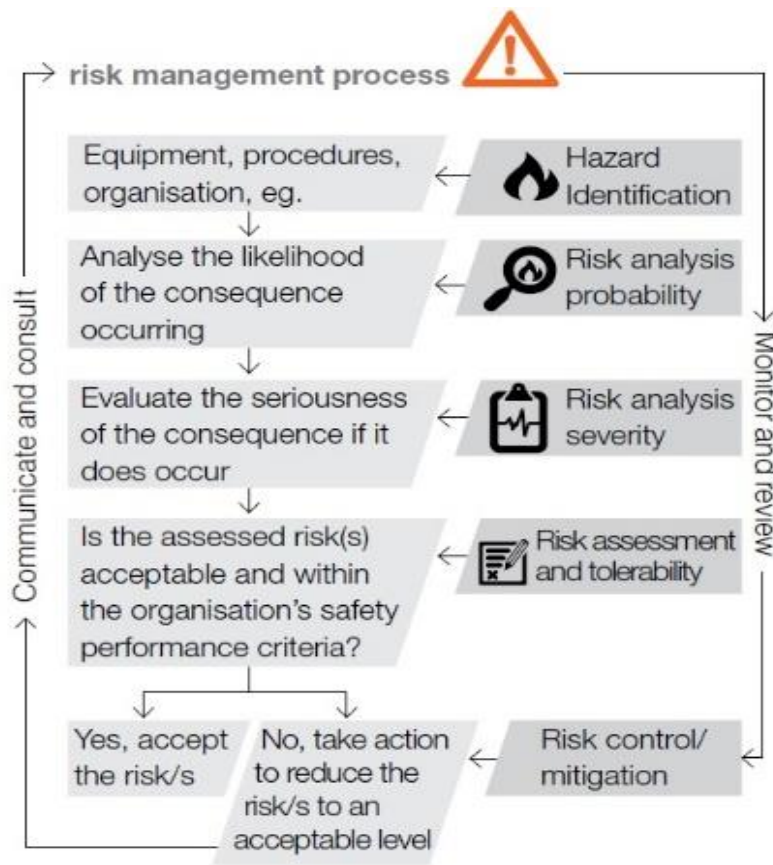 risk management process
Equipment, procedures,
organisation, eg.
Hazard
Identification
Analyse the likelihood
of the consequence
occurring
Risk analysis
probability
Evaluate the seriousness
of the consequence if it
does occur
Risk analysis
severity
Is the assessed risk(s)
acceptable and within
the organisation's safety
performance criteria?
Risk assessment
and tolerability
Yes, accept
the risk/s
No, take action
to reduce the
risk/s to an
acceptable level
Risk control/
mitigation
Communicate and consult
Monitor and review